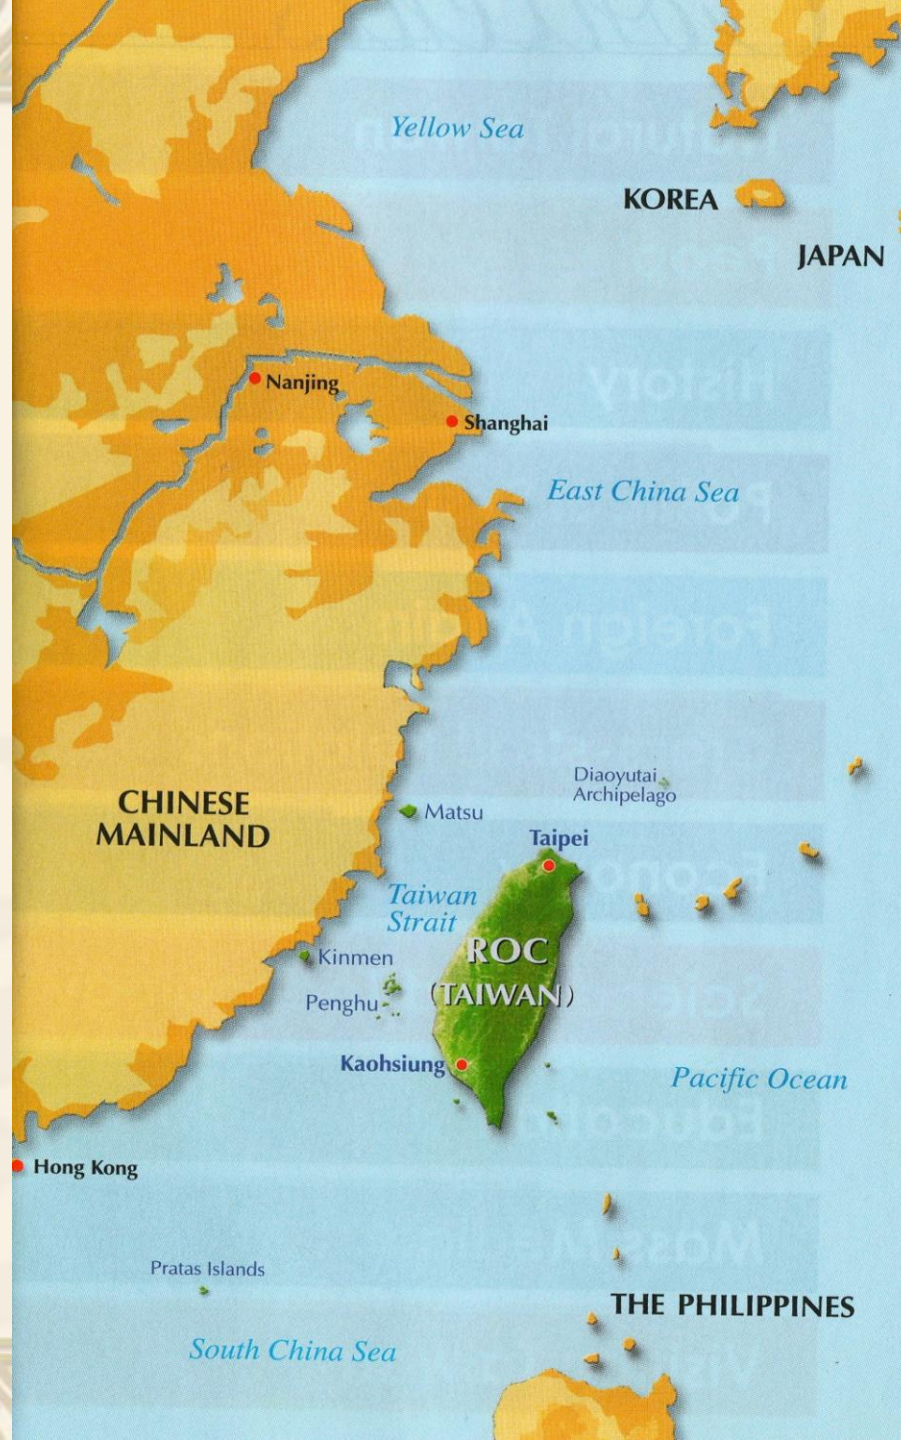 Yellow Sea
KOREA
JAPAN
Nanjing
Shanghai
East China Sea
CHINESE
MAINLAND
Diaoyutai
Archipelago
Matsu
Taipei
Taiwan
Strait
ROC
(TAIWAN)
Kinmen
Penghu
Kaohsiung
Pacific Ocean
Hong Kong
Pratas Islands
THE PHILIPPINES
South China Sea